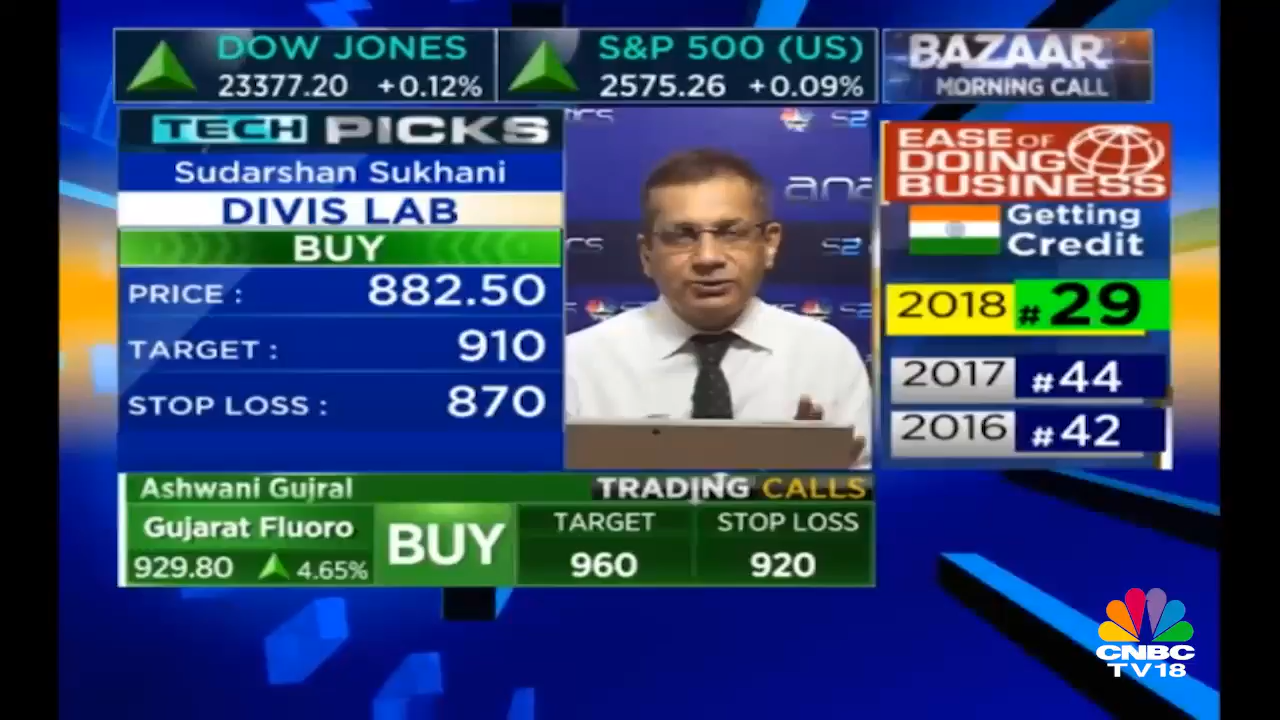 DOW JONES
23377.20 +0.12%
S&P 500 (US)
2575.26 +0.09%
BAZAAR
MORNING CALL
TECH PICKS
Sudarshan Sukhani
DIVIS LAB
BUY
PRICE : 882.50
TARGET : 910
STOP LOSS : 870
EASE OF
DOING
BUSINESS
Getting
Credit
2018 #29
2017 #44
2016 #42
Ashwani Gujral
TRADING CALLS
Gujarat Fluoro
929.80 4.65%
BUY
TARGET
960
STOP LOSS
920
CNBC
TV18